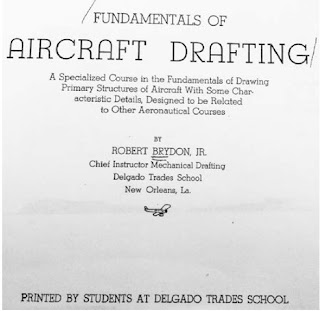 FUNDAMENTALS OF
AIRCRAFT DRAFTING
A Specialized Course in the Fundamentals of Drawing
Primary Structures of Aircraft With Some Char-
acteristic Details, Designed to be Related
to Other Aeronautical Courses
BY
ROBERT BRYDON, JR.
Chief Instructor Mechanical Drafting
Delgado Trades School
New Orleans, La.
PRINTED BY STUDENTS AT DELGADO TRADES SCHOOL